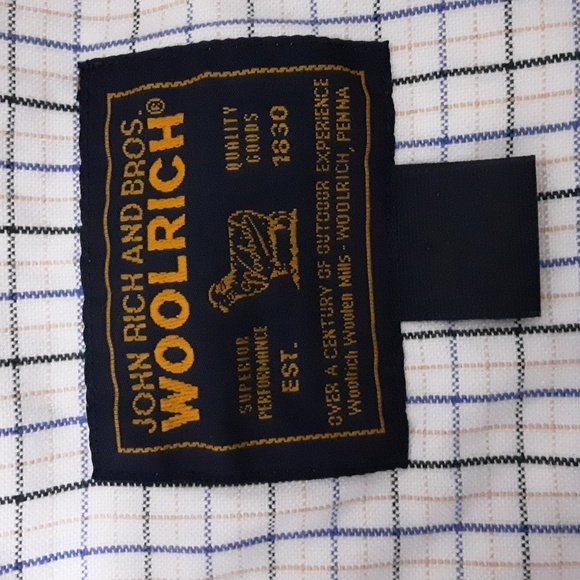 JOHN RICH AND BROS.
WOOLRICH®
SUPERIOR PERFORMANCE
QUALITY GOODS
Woolrich
EST. 1830
OVER A CENTURY OF OUTDOOR EXPERIENCE
Woolrich Woolen Mills - WOOLRICH, PENNA